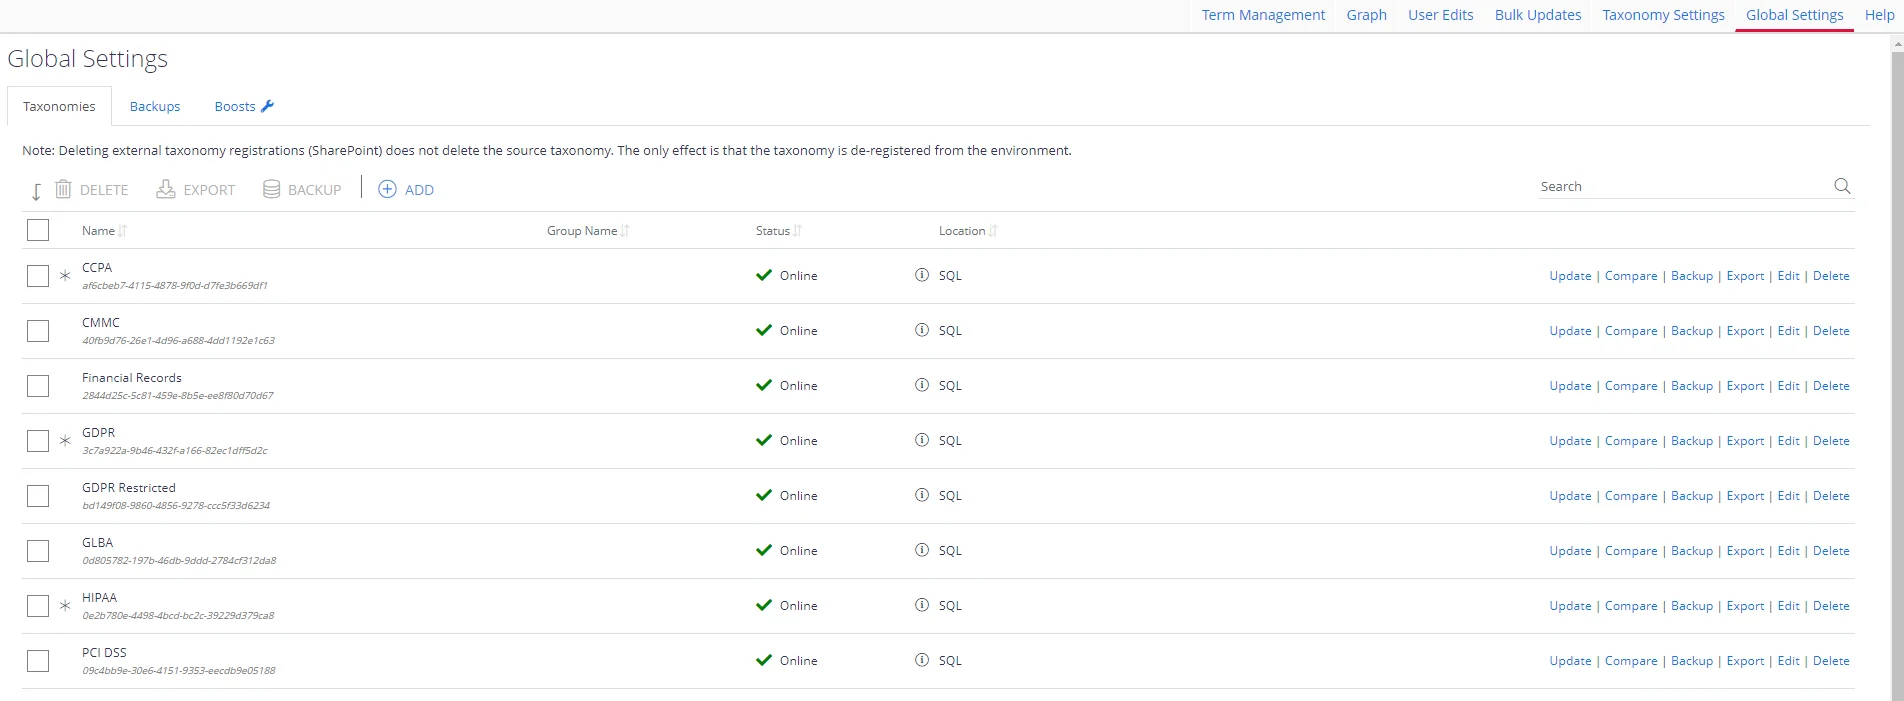 Term Management Graph User Edits Bulk Updates Taxonomy Settings Global Settings Help
Global Settings
Taxonomies Backups Boosts
Note: Deleting external taxonomy registrations (SharePoint) does not delete the source taxonomy. The only effect is that the taxonomy is de-registered from the environment.
DELETE EXPORT BACKUP ADD Search
Name Group Name Status Location
CCPA
af6cbeb7-4115-4878-9f0d-d7fe3b669df1
Online SQL Update | Compare | Backup | Export | Edit | Delete
CMMC
40fb9d76-26e1-4d96-a688-4dd1192e1c63
Online SQL Update | Compare | Backup | Export | Edit | Delete
Financial Records
2844d25c-5c81-459e-8b5e-ee8f80d70d67
Online SQL Update | Compare | Backup | Export | Edit | Delete
GDPR
3c7a922a-9b46-432f-a166-82ec1dff5d2c
Online SQL Update | Compare | Backup | Export | Edit | Delete
GDPR Restricted
bd149f08-9860-4856-9278-ccc5f33d6234
Online SQL Update | Compare | Backup | Export | Edit | Delete
GLBA
0d805782-197b-46db-9ddd-2784cf312da8
Online SQL Update | Compare | Backup | Export | Edit | Delete
HIPAA
0e2b780e-4498-4bcd-bc2c-39229d379ca8
Online SQL Update | Compare | Backup | Export | Edit | Delete
PCI DSS
09c4bb9e-30e6-4151-9353-eecdb9e05188
Online SQL Update | Compare | Backup | Export | Edit | Delete